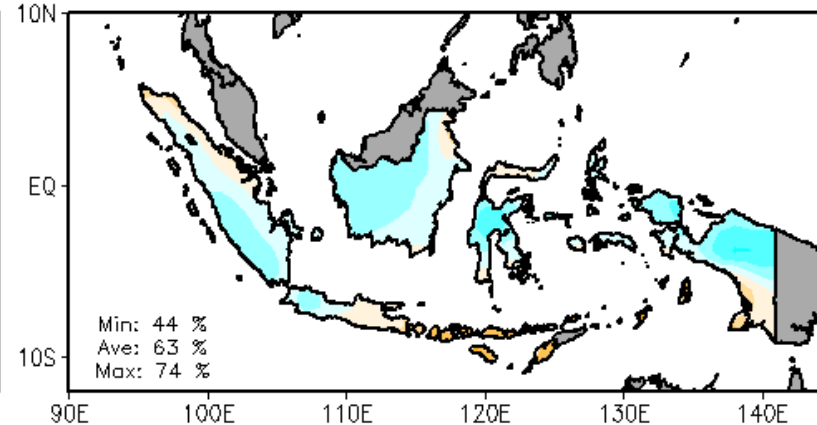 10N
EQ
10S
Min: 44 %
Ave: 63 %
Max: 74 %
90E 100E 110E 120E 130E 140E